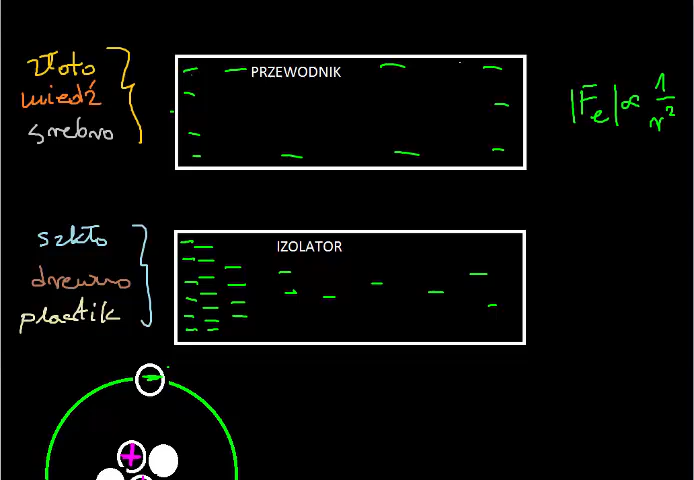 złoto
miedź
srebro
PRZEWODNIK
|Fₑ| ∝ 1/r²
szkło
drewno
plastik
IZOLATOR